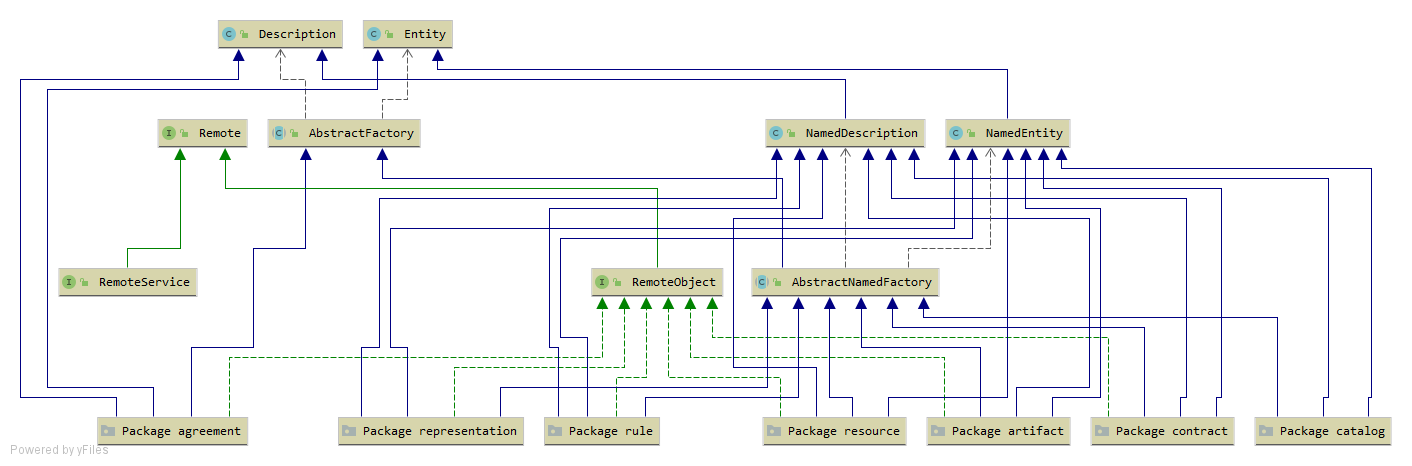 Description
Entity
Remote
AbstractFactory
NamedDescription
NamedEntity
RemoteService
RemoteObject
AbstractNamedFactory
Package agreement
Package representation
Package rule
Package resource
Package artifact
Package contract
Package catalog
Powered by yFiles